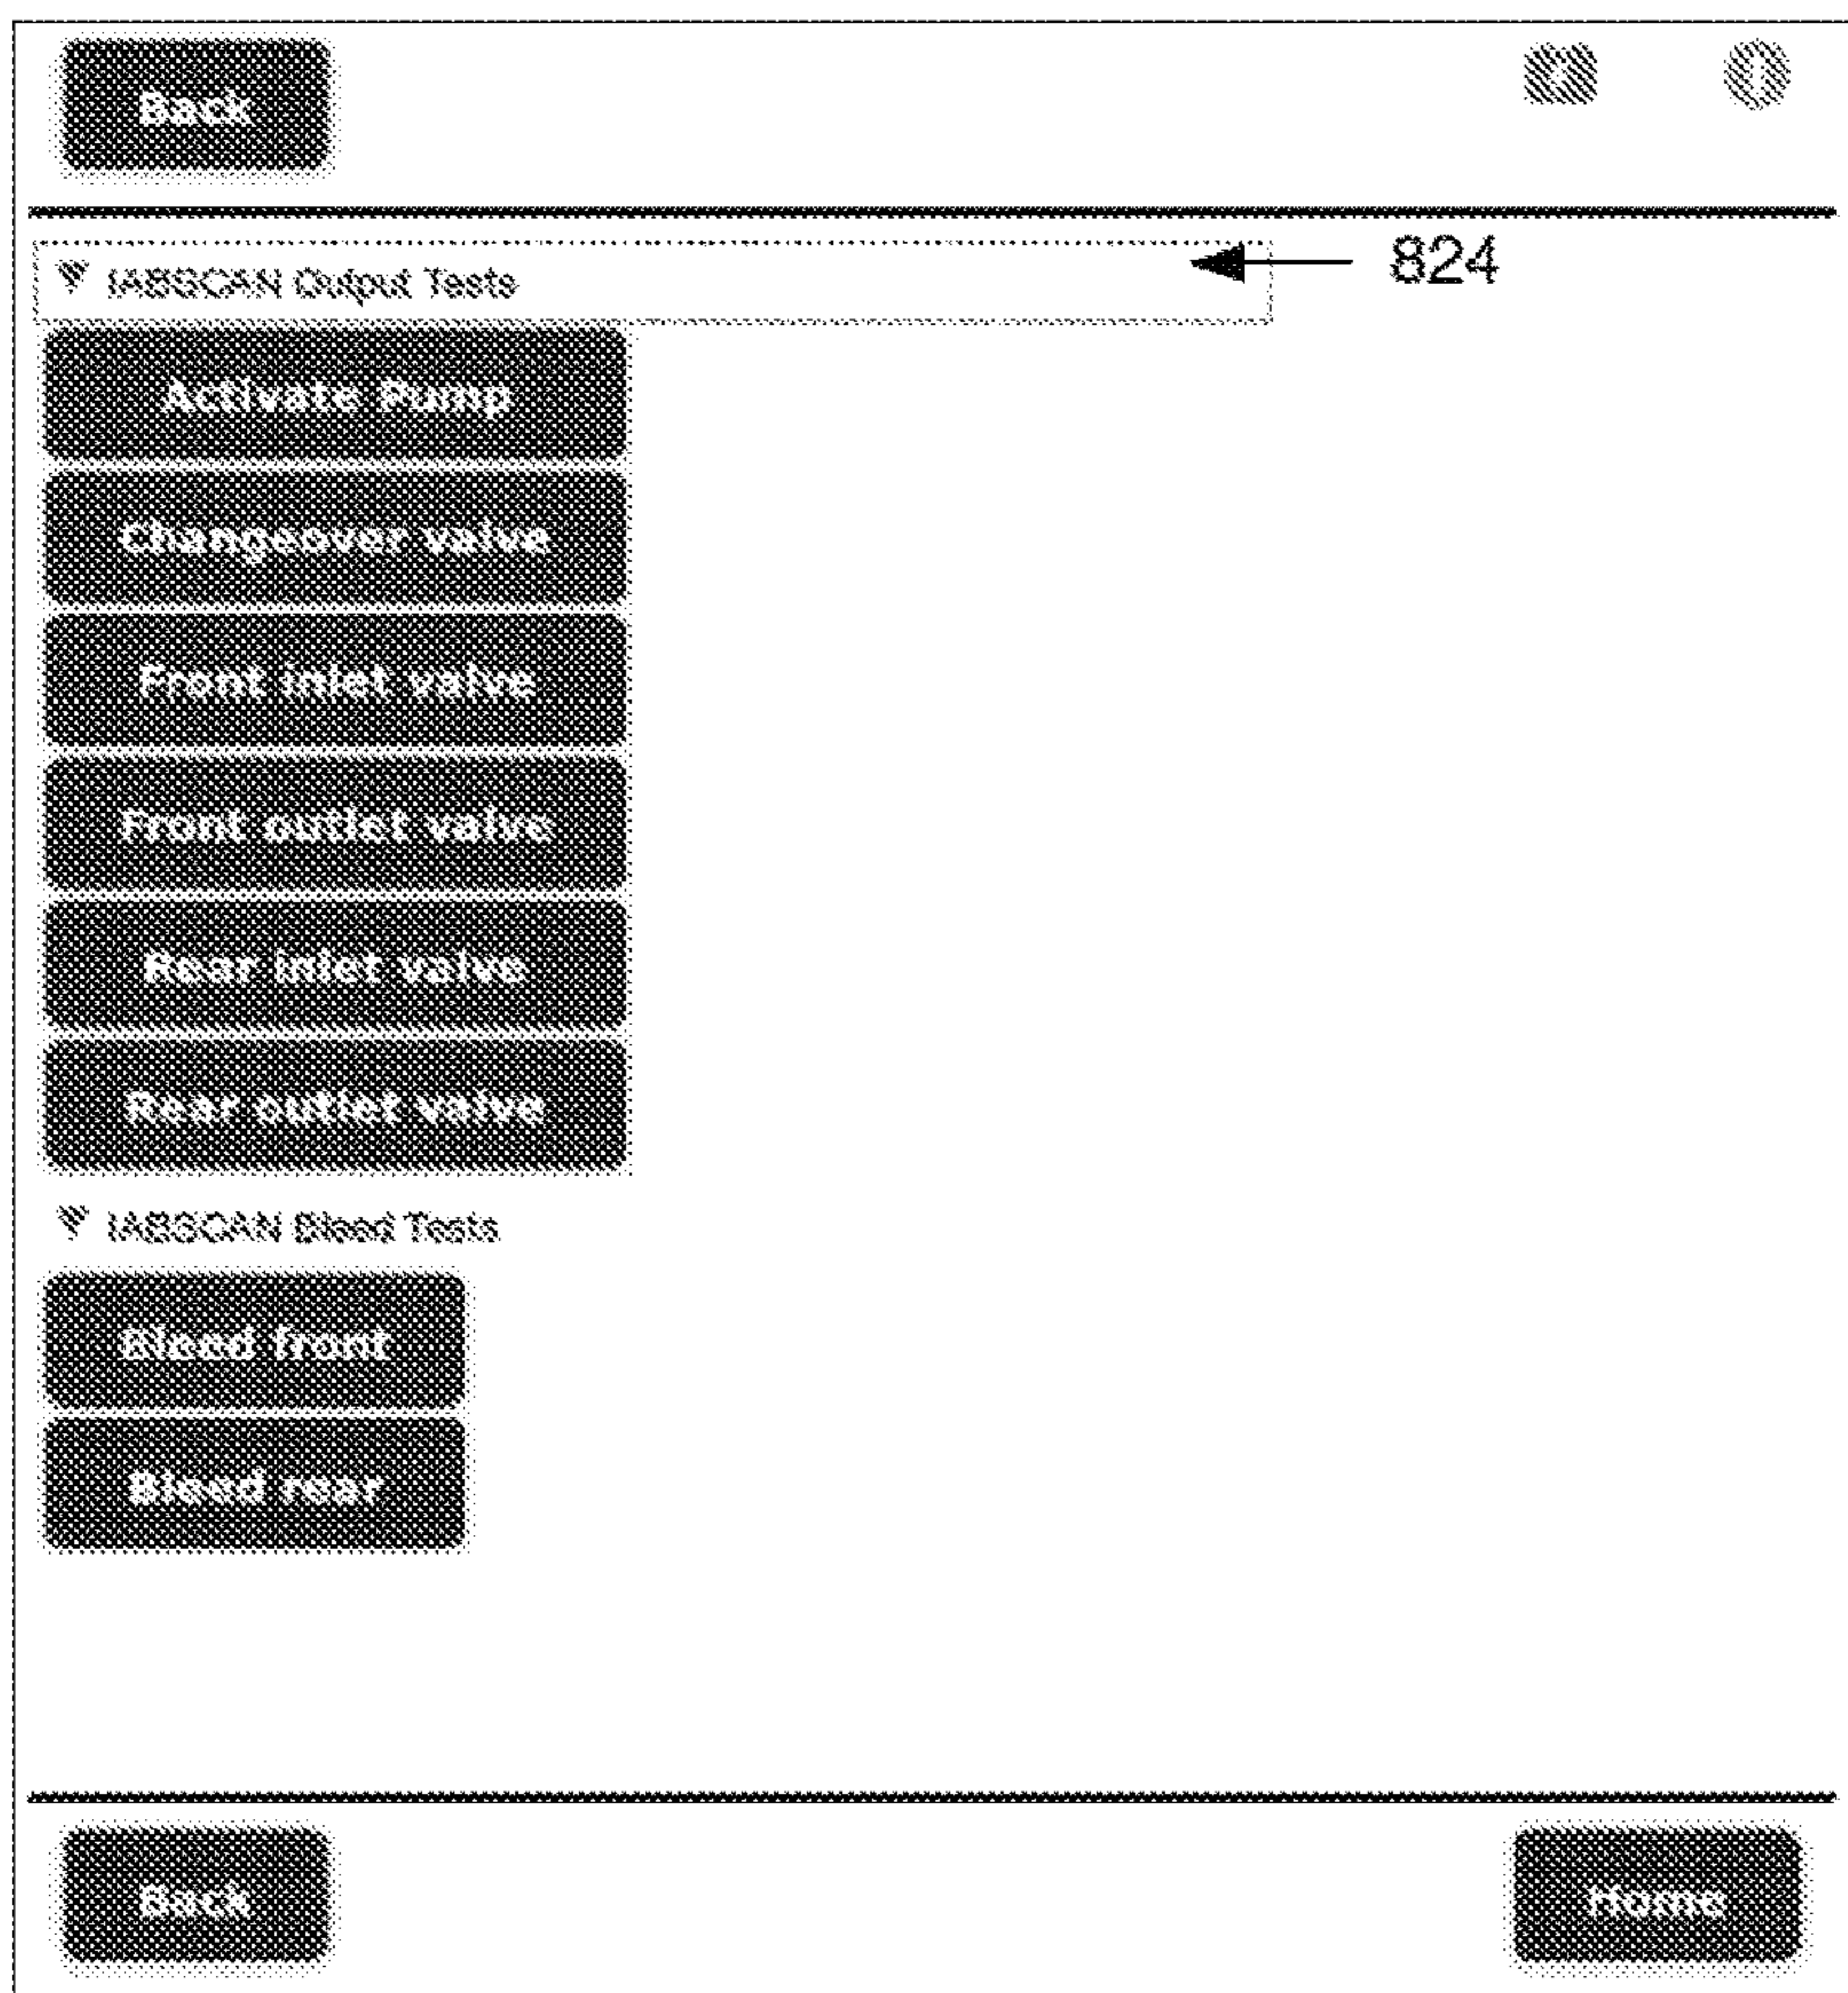 Back
824
IABSCAN Output Tests
Activate Pump
Changeover valve
Front inlet valve
Front outlet valve
Rear inlet valve
Rear outlet valve
IABSCAN Bleed Tests
Bleed front
Bleed rear
Back
Home